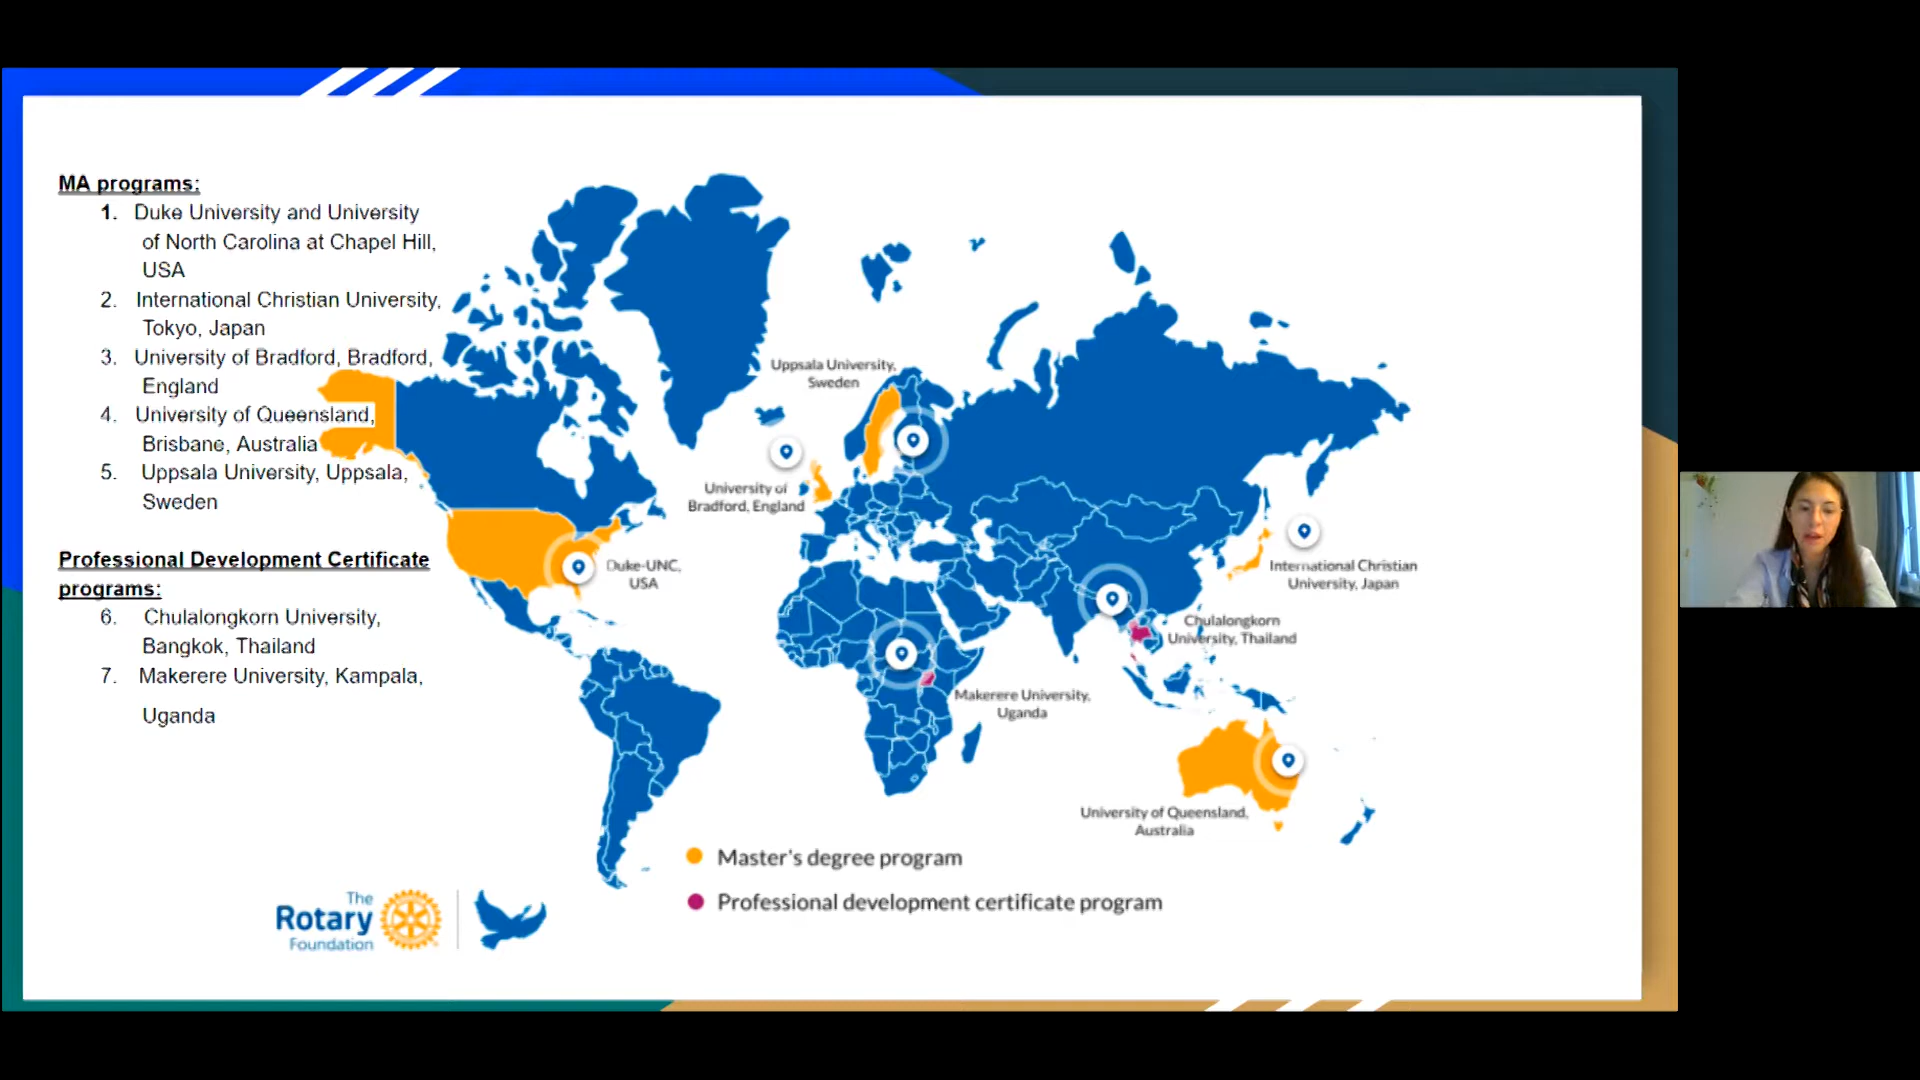 MA programs:
1. Duke University and University
of North Carolina at Chapel Hill,
USA
2. International Christian University,
Tokyo, Japan
3. University of Bradford, Bradford,
England
4. University of Queensland,
Brisbane, Australia
5. Uppsala University, Uppsala,
Sweden
Professional Development Certificate
programs:
6. Chulalongkorn University,
Bangkok, Thailand
7. Makerere University, Kampala,
Uganda
Uppsala University,
Sweden
University of
Bradford, England
Duke-UNC,
USA
International Christian
University, Japan
Chulalongkorn
University, Thailand
Makerere University,
Uganda
University of Queensland,
Australia
Master's degree program
Professional development certificate program
The
Rotary
Foundation